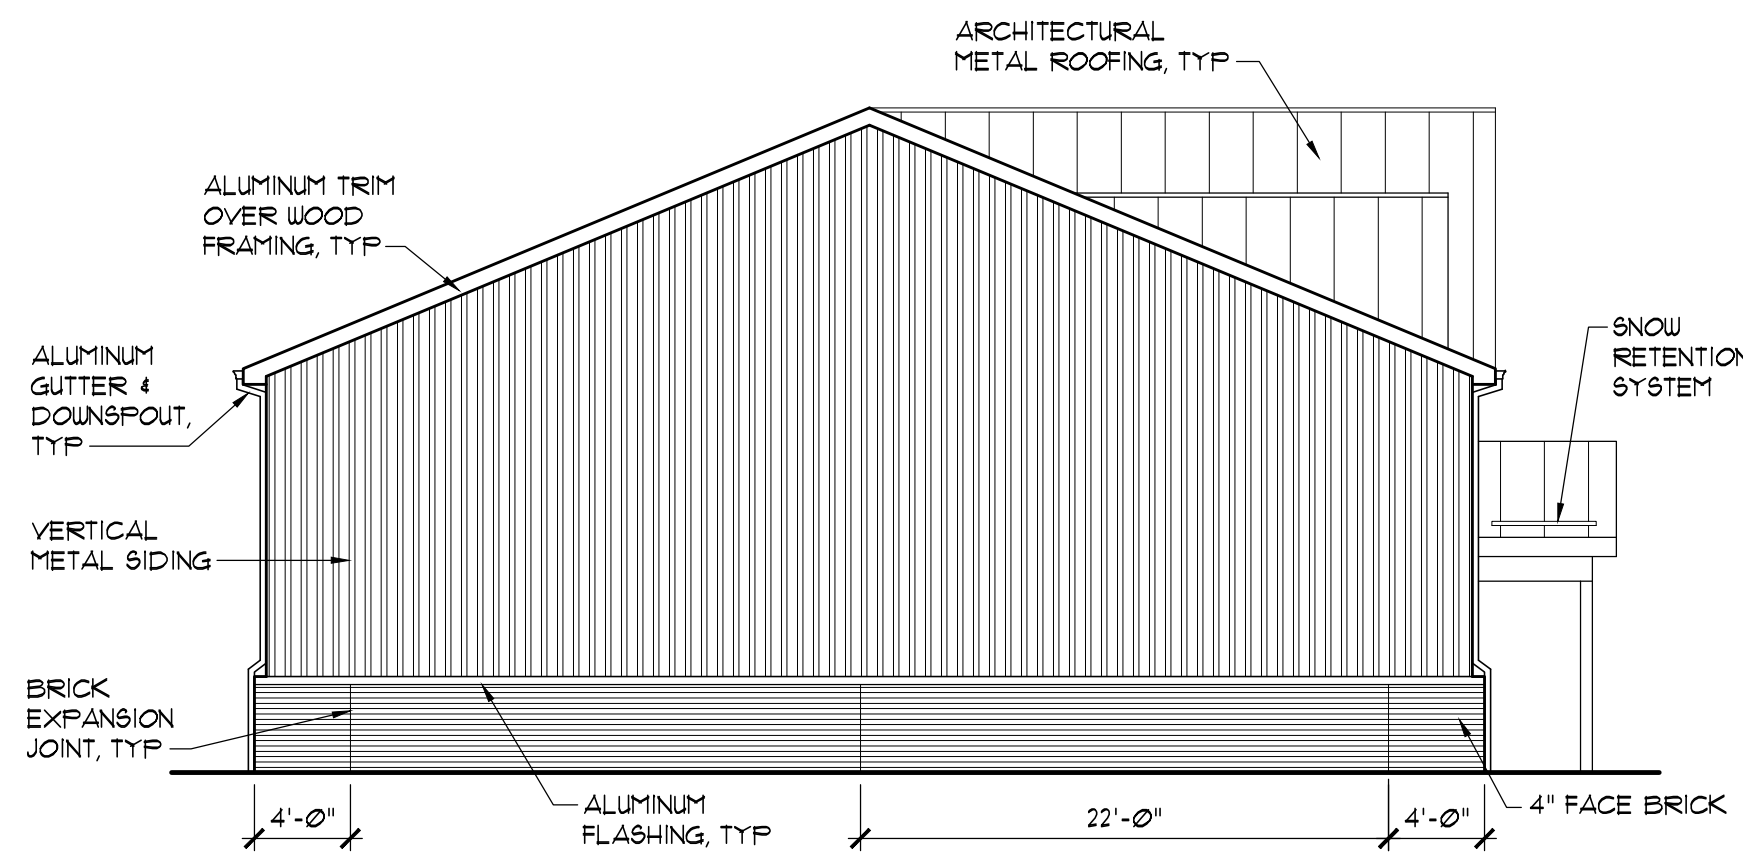 ARCHITECTURAL
METAL ROOFING, TYP
ALUMINUM TRIM
OVER WOOD
FRAMING, TYP
ALUMINUM
GUTTER &
DOWNSPOUT,
TYP
SNOW
RETENTION
SYSTEM
VERTICAL
METAL SIDING
BRICK
EXPANSION
JOINT, TYP
ALUMINUM
FLASHING, TYP
4" FACE BRICK
4'-0"
22'-0"
4'-0"